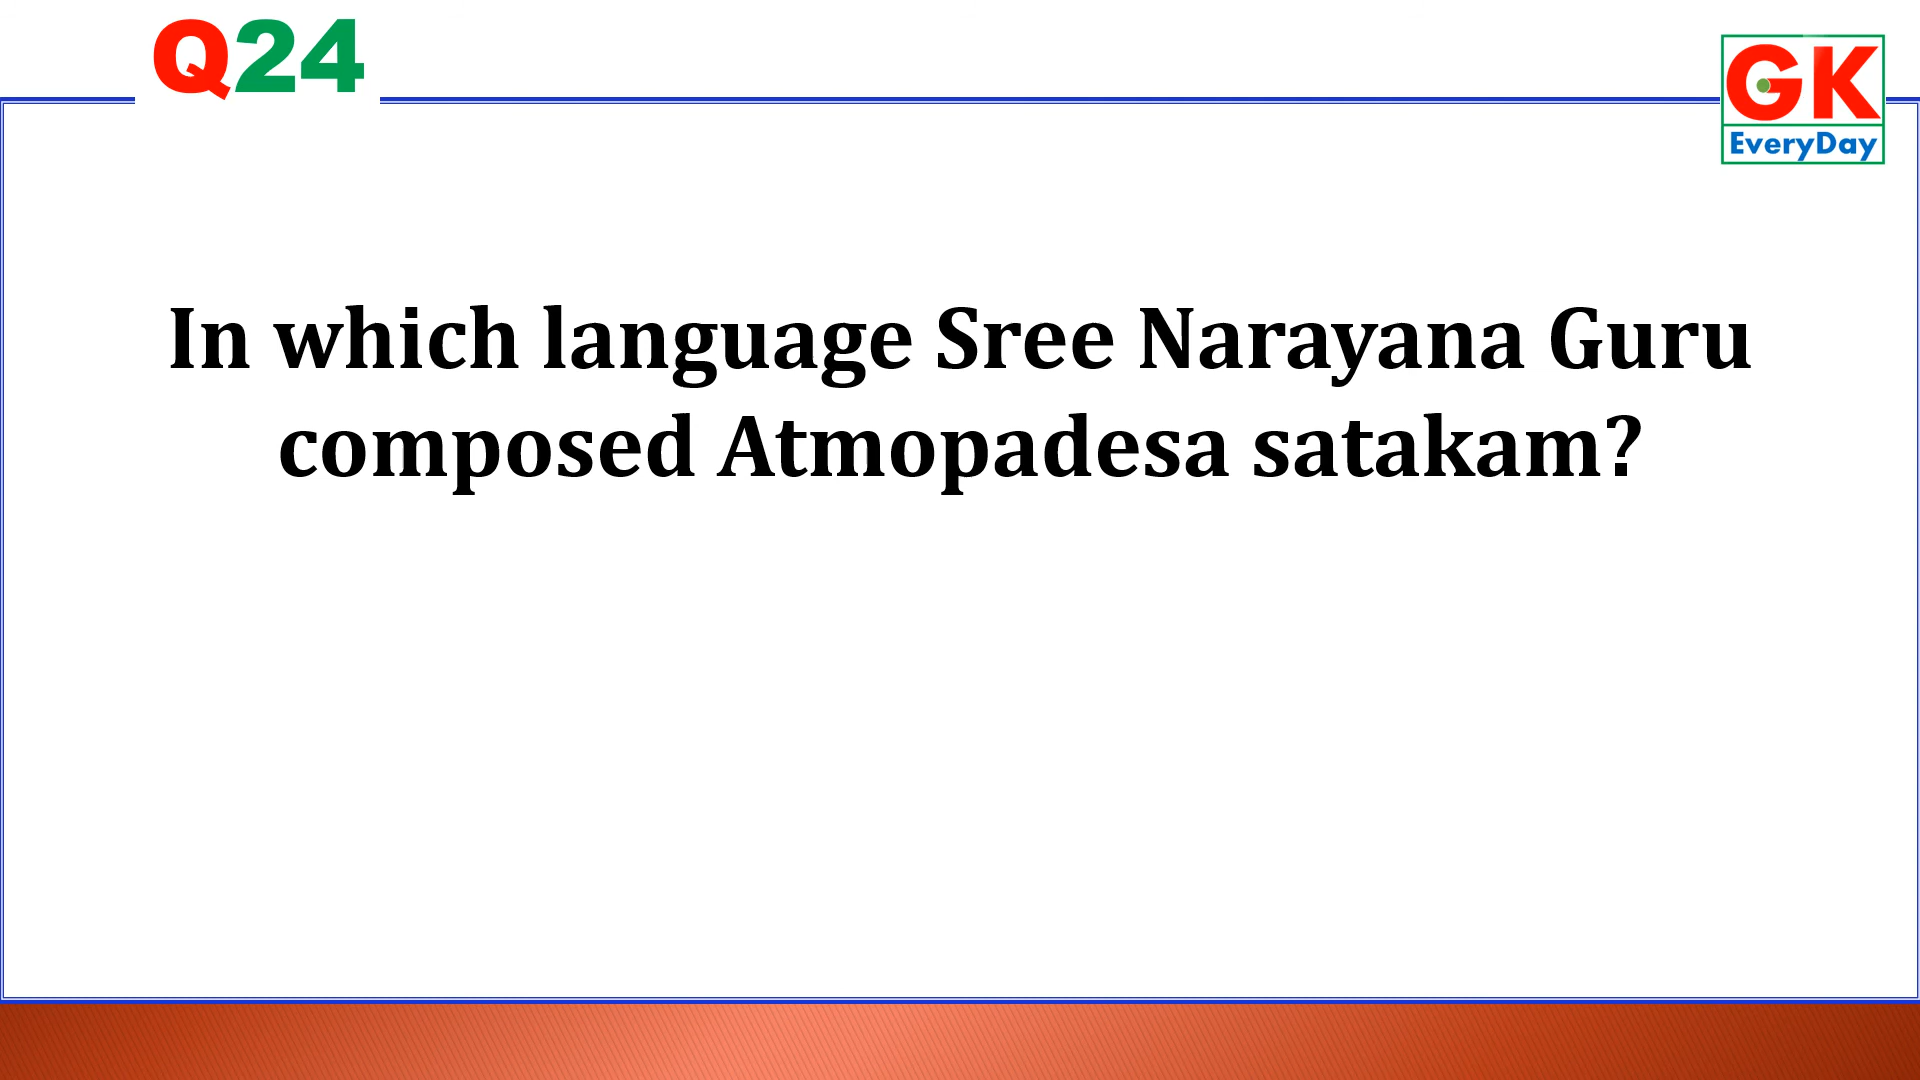 Q24
GK
EveryDay
In which language Sree Narayana Guru
composed Atmopadesa satakam?